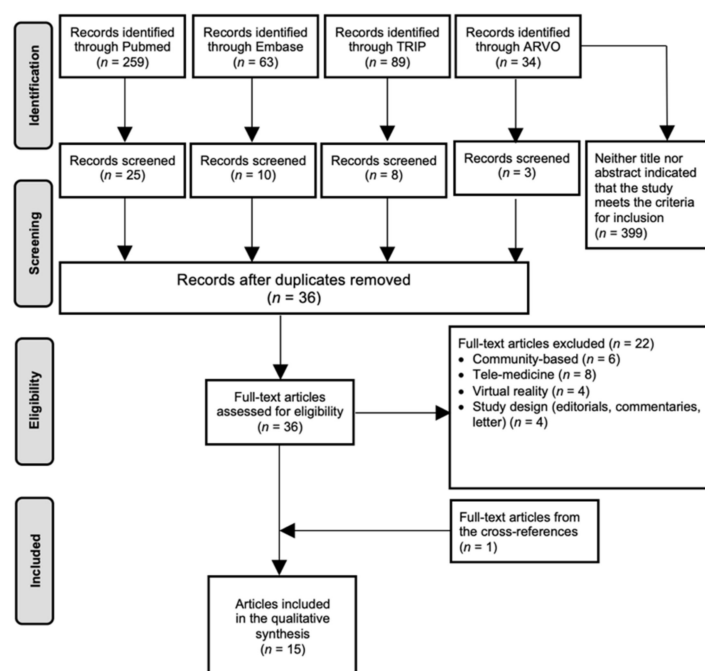 Identification
Records identified
through Pubmed
(n = 259)
Records identified
through Embase
(n = 63)
Records identified
through TRIP
(n = 89)
Records identified
through ARVO
(n = 34)
Screening
Records screened
(n = 25)
Records screened
(n = 10)
Records screened
(n = 8)
Records screened
(n = 3)
Neither title nor
abstract indicated
that the study
meets the criteria
for inclusion
(n = 399)
Records after duplicates removed
(n = 36)
Eligibility
Full-text articles
assessed for eligibility
(n = 36)
Full-text articles excluded (n = 22)
• Community-based (n = 6)
• Tele-medicine (n = 8)
• Virtual reality (n = 4)
• Study design (editorials, commentaries,
letter) (n = 4)
Included
Full-text articles from
the cross-references
(n = 1)
Articles included
in the qualitative
synthesis
(n = 15)